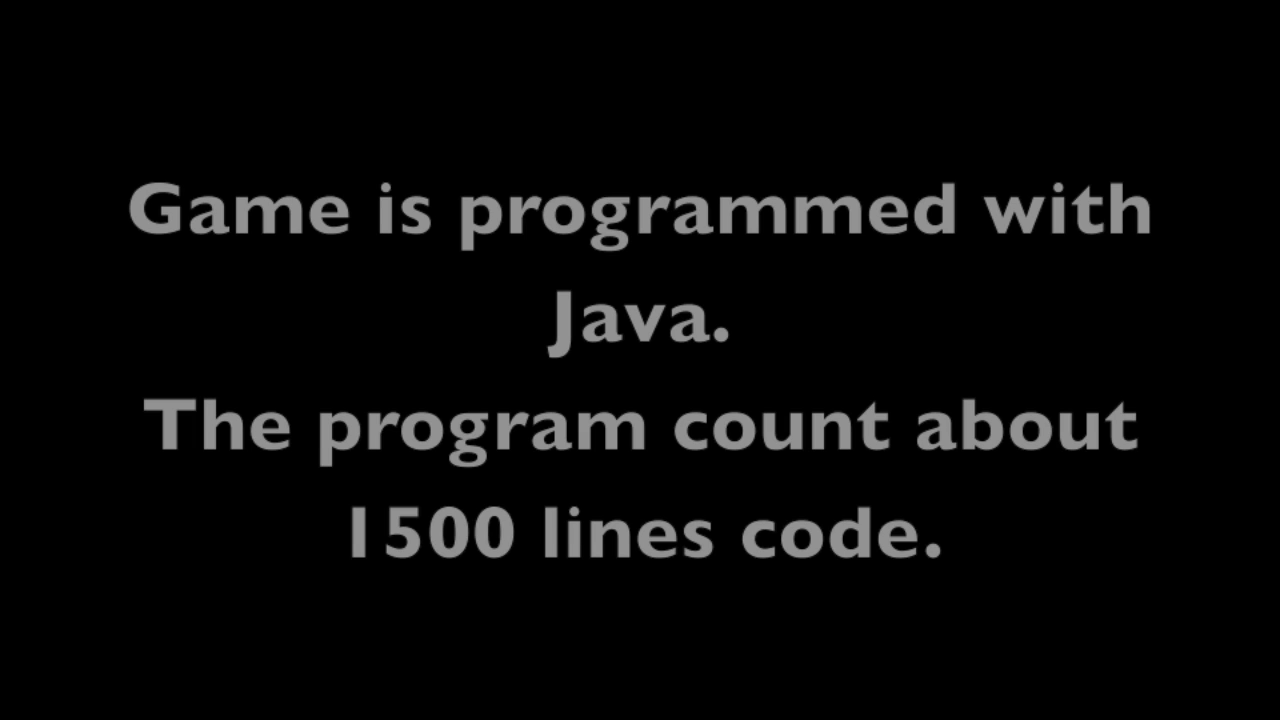 Game is programmed with
Java.
The program count about
1500 lines code.